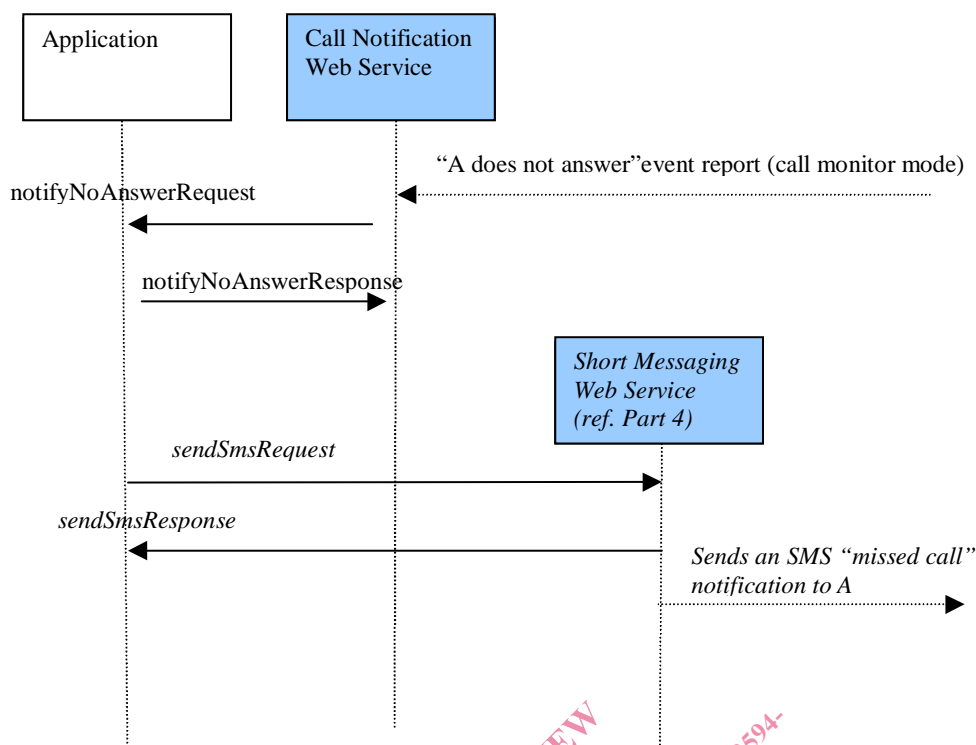 Application
Call Notification
Web Service
“A does not answer”event report (call monitor mode)
notifyNoAnswerRequest
notifyNoAnswerResponse
Short Messaging
Web Service
(ref. Part 4)
sendSmsRequest
sendSmsResponse
Sends an SMS “missed call”
notification to A